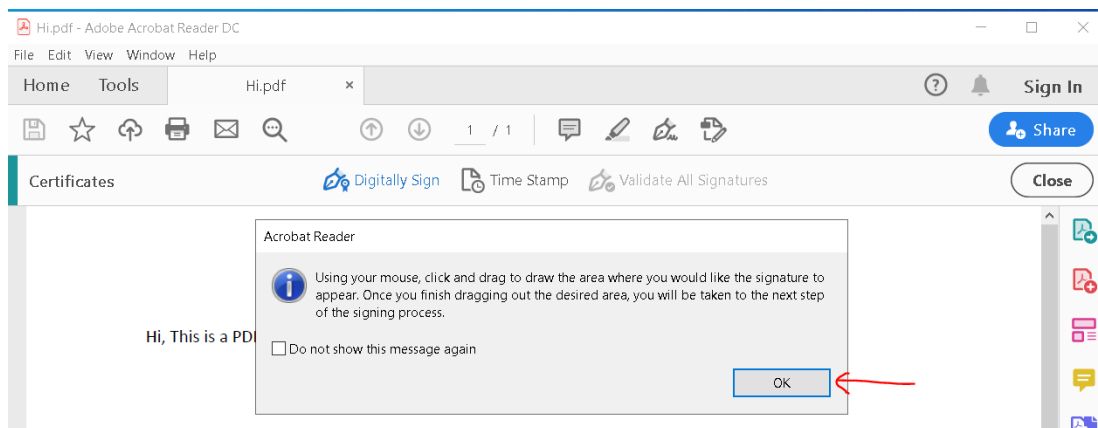 Hi.pdf - Adobe Acrobat Reader DC
File Edit View Window Help
Home Tools Hi.pdf × Sign In
1 / 1 Share
Certificates Digitally Sign Time Stamp Validate All Signatures Close
Acrobat Reader
Using your mouse, click and drag to draw the area where you would like the signature to
appear. Once you finish dragging out the desired area, you will be taken to the next step
of the signing process.
Hi, This is a PD
Do not show this message again
OK